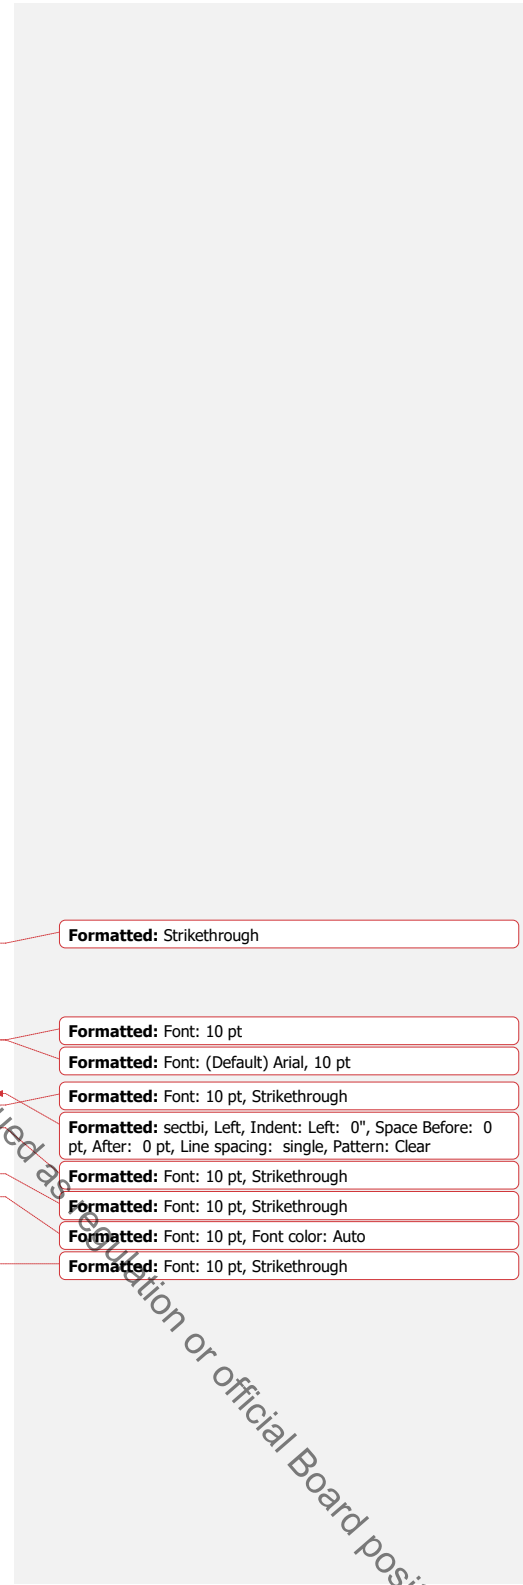 Formatted: Strikethrough
Formatted: Font: 10 pt
Formatted: Font: (Default) Arial, 10 pt
Formatted: Font: 10 pt, Strikethrough
Formatted: sectbi, Left, Indent: Left:  0", Space Before:  0
pt, After:  0 pt, Line spacing:  single, Pattern: Clear
Formatted: Font: 10 pt, Strikethrough
Formatted: Font: 10 pt, Strikethrough
Formatted: Font: 10 pt, Font color: Auto
Formatted: Font: 10 pt, Strikethrough
as regulation or official Board